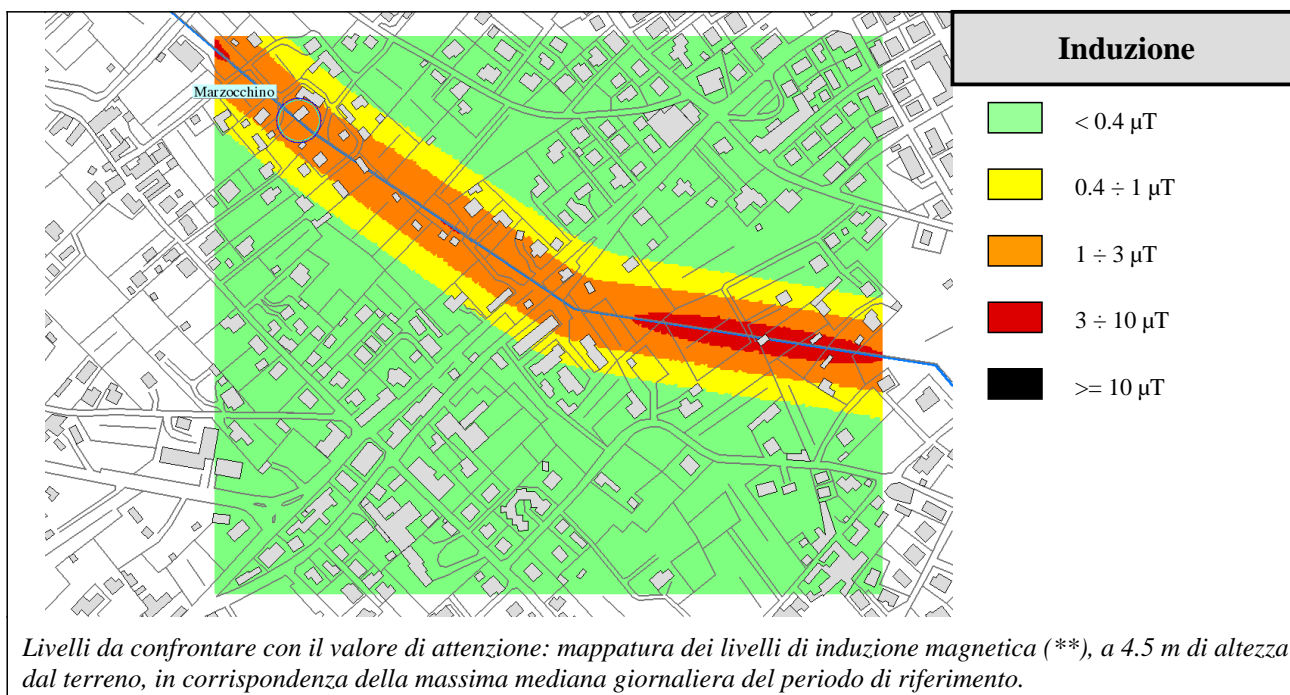 Induzione
Marzocchino
< 0.4 µT
0.4 ÷ 1 µT
1 ÷ 3 µT
3 ÷ 10 µT
>= 10 µT
Livelli da confrontare con il valore di attenzione: mappatura dei livelli di induzione magnetica (**), a 4.5 m di altezza
dal terreno, in corrispondenza della massima mediana giornaliera del periodo di riferimento.